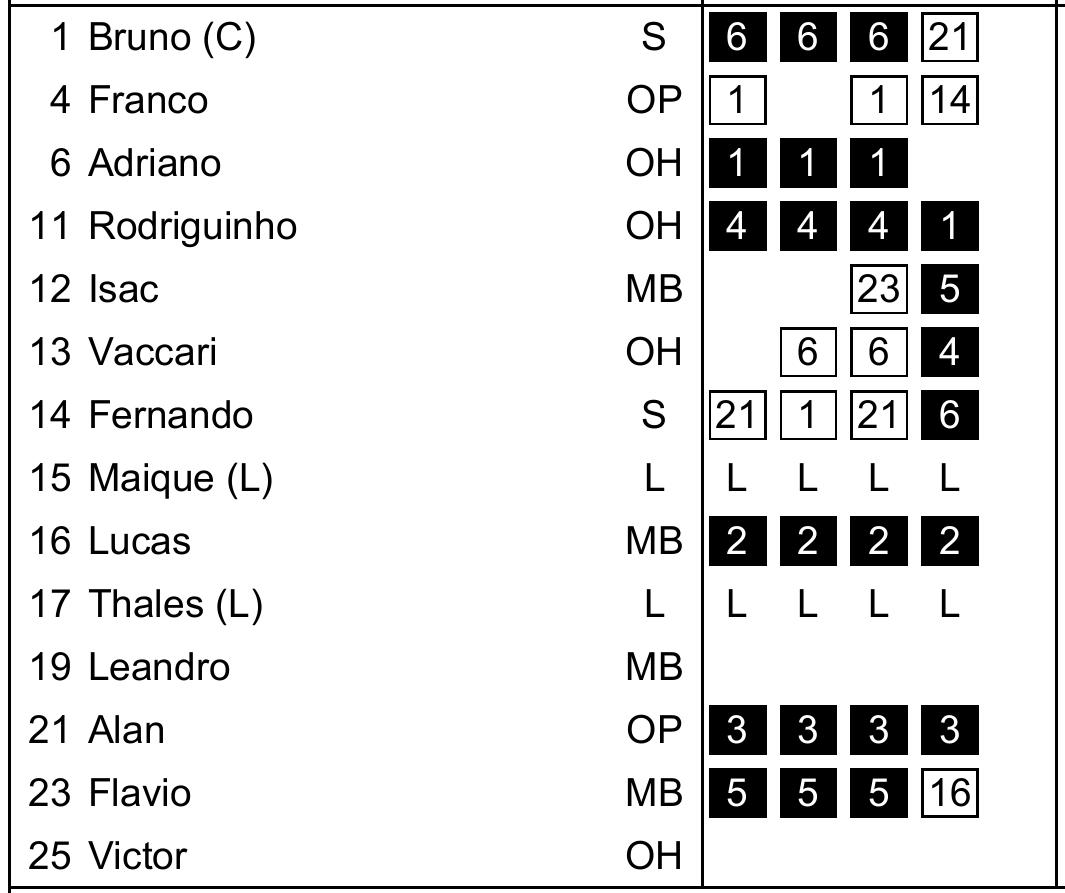 1 Bruno (C) S 6 6 6 21
4 Franco OP 1 1 14
6 Adriano OH 1 1 1
11 Rodriguinho OH 4 4 4 1
12 Isac MB 23 5
13 Vaccari OH 6 6 4
14 Fernando S 21 1 21 6
15 Maique (L) L L L L L
16 Lucas MB 2 2 2 2
17 Thales (L) L L L L L
19 Leandro MB
21 Alan OP 3 3 3 3
23 Flavio MB 5 5 5 16
25 Victor OH